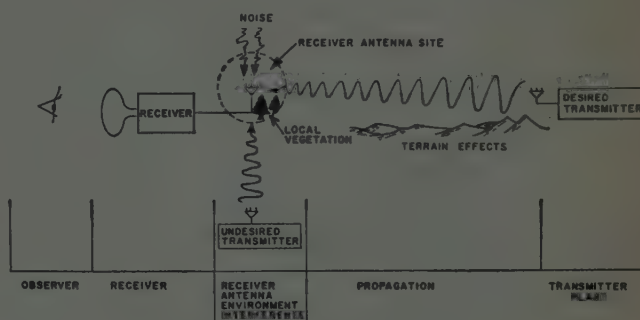 NOISE
RECEIVER ANTENNA SITE
RECEIVER
DESIRED
TRANSMITTER
LOCAL
VEGETATION
TERRAIN EFFECTS
UNDESIRED
TRANSMITTER
OBSERVER
RECEIVER
RECEIVER
ANTENNA
ENVIRONMENT
PROPAGATION
TRANSMITTER